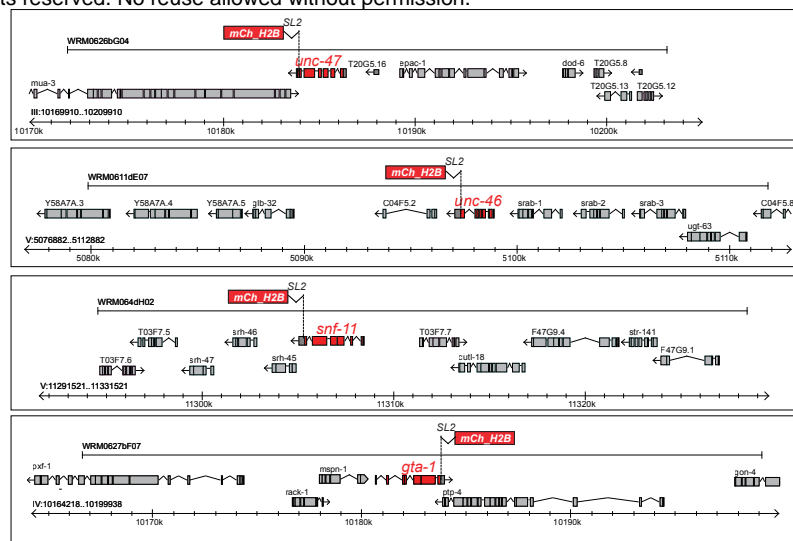 ts reserved. No reuse allowed without permission.
SL2
mCh_H2B
WRM0626bG04
unc-47
T20G5.16
epac-1
dod-6
T20G5.8
mua-3
T20G5.13
T20G5.12
III:10169910..10209910
10170k
10180k
10190k
10200k
SL2
mCh_H2B
WRM0611dE07
Y58A7A.3
Y58A7A.4
Y58A7A.5
glb-32
C04F5.2
unc-46
srab-1
srab-2
srab-3
C04F5.8
ugt-63
V:5076882..5112882
5080k
5090k
5100k
5110k
SL2
mCh_H2B
WRM064dH02
T03F7.5
srh-46
snf-11
T03F7.7
F47G9.4
str-141
T03F7.6
srh-47
srh-45
cutl-18
F47G9.1
V:11291521..11331521
11300k
11310k
11320k
SL2
mCh_H2B
WRM0627bF07
pxf-1
mspn-1
gta-1
gon-4
rack-1
ptp-4
IV:10164218..10199938
10170k
10180k
10190k